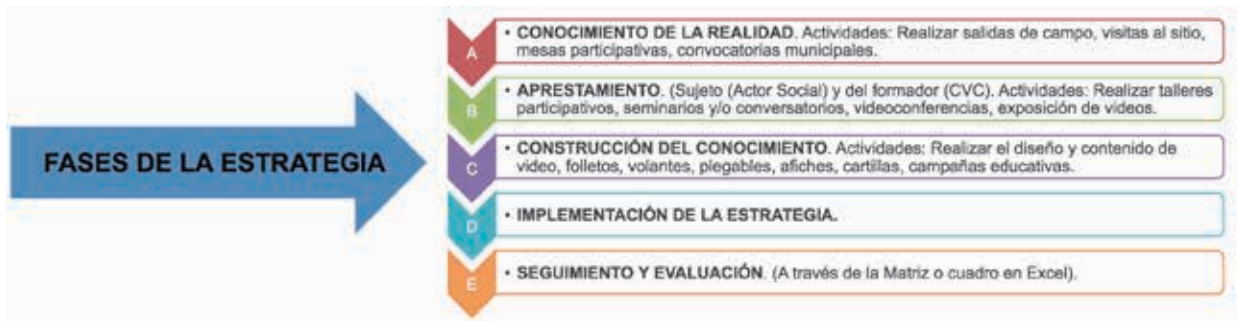 FASES DE LA ESTRATEGIA
A
• CONOCIMIENTO DE LA REALIDAD. Actividades: Realizar salidas de campo, visitas al sitio,
mesas participativas, convocatorias municipales.
B
• APRESTAMIENTO. (Sujeto (Actor Social) y del formador (CVC). Actividades: Realizar talleres
participativos, seminarios y/o conversatorios, videoconferencias, exposición de videos.
C
• CONSTRUCCIÓN DEL CONOCIMIENTO. Actividades: Realizar el diseño y contenido de
video, folletos, volantes, plegables, afiches, cartillas, campañas educativas.
D
• IMPLEMENTACIÓN DE LA ESTRATEGIA.
E
• SEGUIMIENTO Y EVALUACIÓN. (A través de la Matriz o cuadro en Excel).